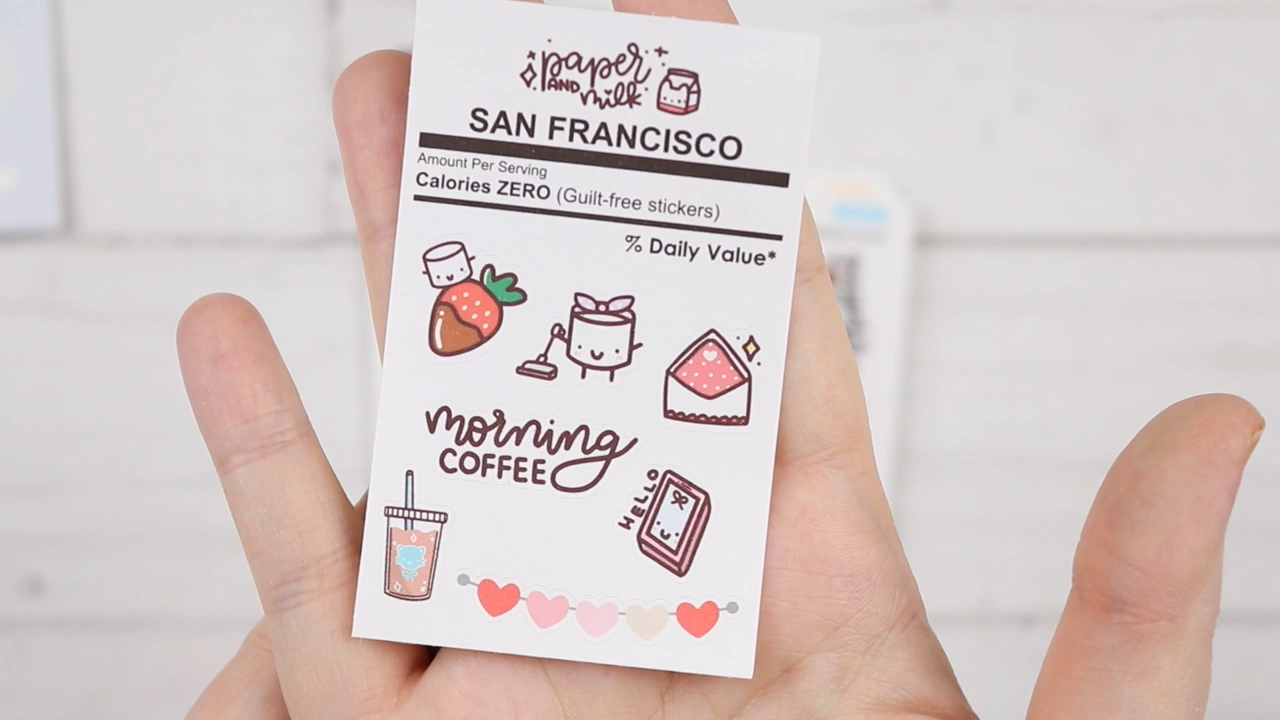 paper
AND milk
SAN FRANCISCO
Amount Per Serving
Calories ZERO (Guilt-free stickers)
% Daily Value*
morning
COFFEE
HELLO